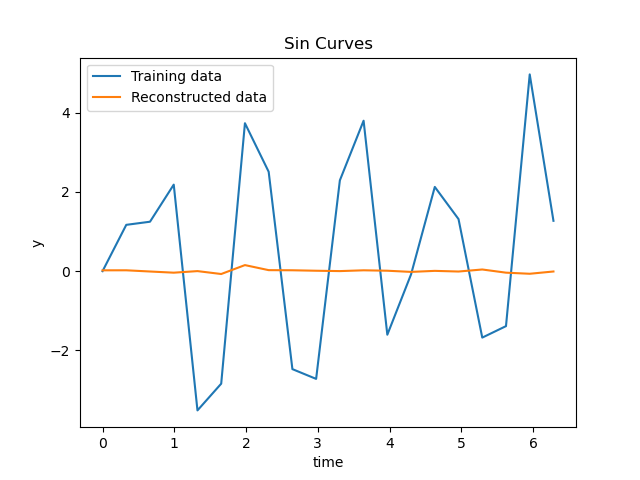 Sin Curves
Training data
Reconstructed data
4
2
0
−2
y
0 1 2 3 4 5 6
time